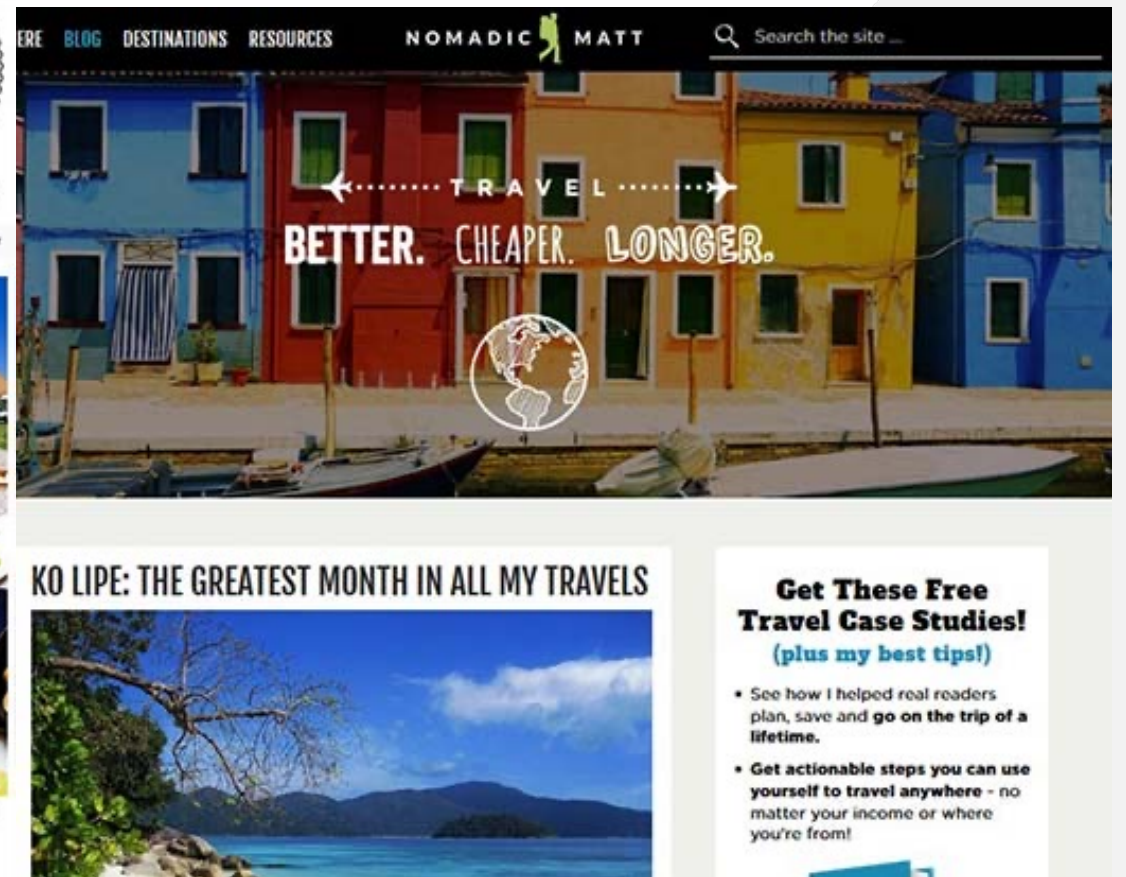 ERE BLOG DESTINATIONS RESOURCES NOMADIC MATT Search the site ...
TRAVEL
BETTER. CHEAPER. LONGER.
KO LIPE: THE GREATEST MONTH IN ALL MY TRAVELS
Get These Free
Travel Case Studies!
(plus my best tips!)
• See how I helped real readers
plan, save and go on the trip of a
lifetime.
• Get actionable steps you can use
yourself to travel anywhere - no
matter your income or where
you're from!